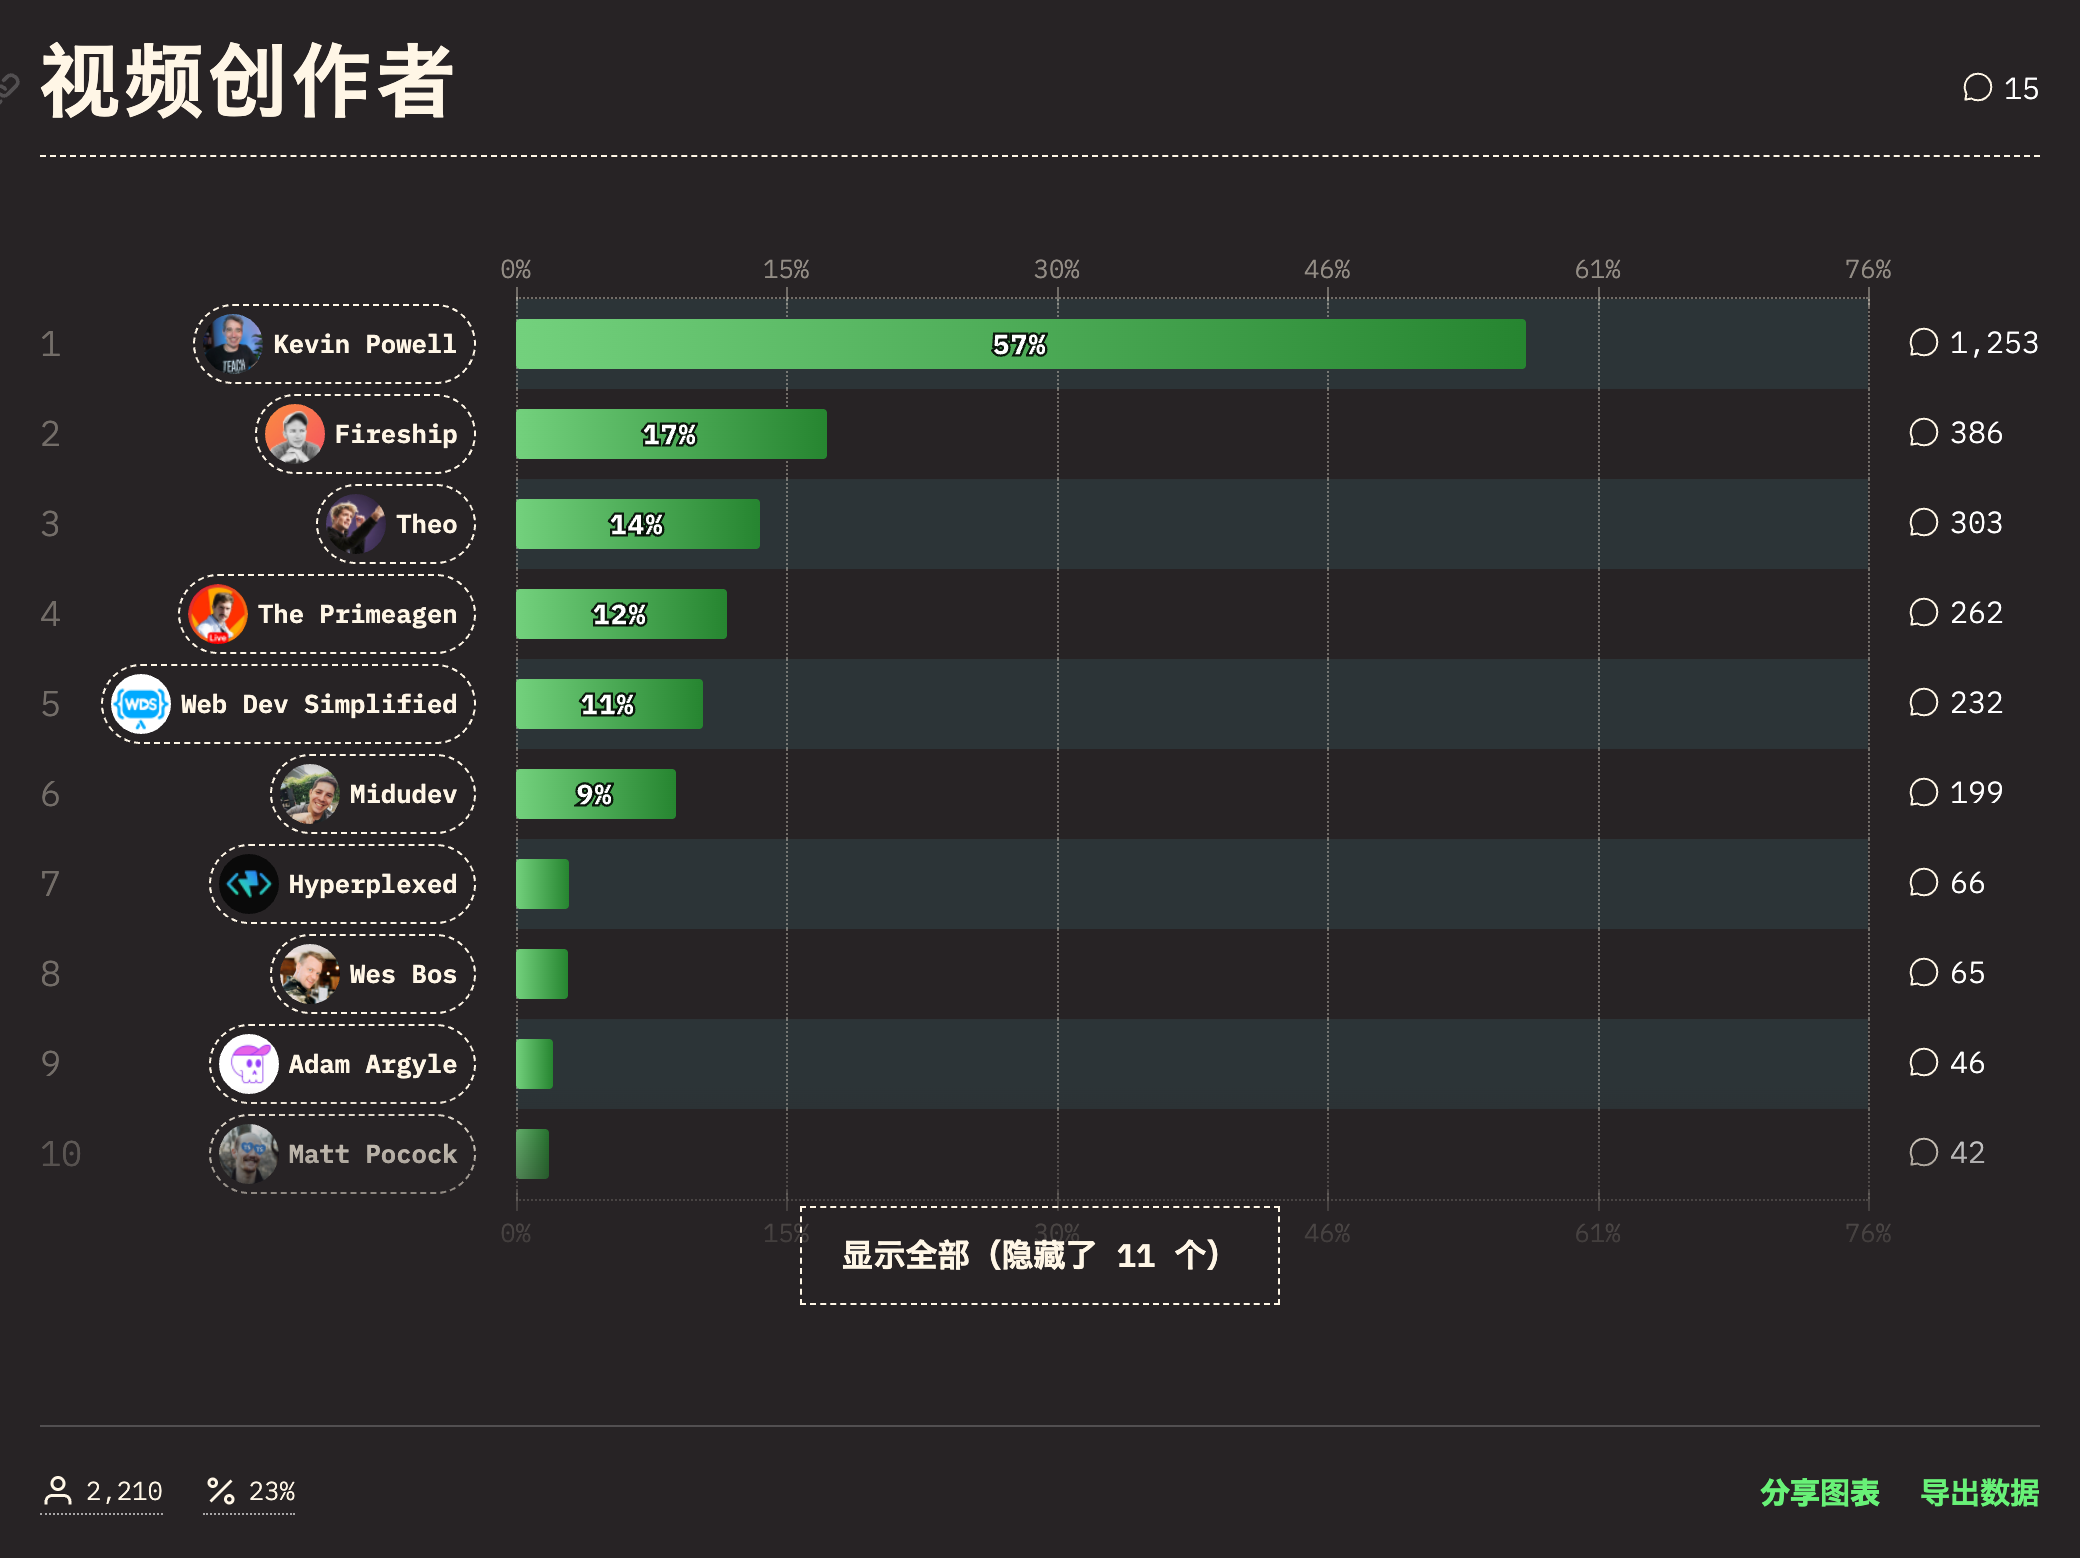 视频创作者
15
0% 15% 30% 46% 61% 76%
1 Kevin Powell 57% 1,253
2 Fireship 17% 386
3 Theo 14% 303
4 The Primeagen 12% 262
5 Web Dev Simplified 11% 232
6 Midudev 9% 199
7 Hyperplexed 66
8 Wes Bos 65
9 Adam Argyle 46
10 Matt Pocock 42
0% 15% 30% 46% 61% 76%
显示全部（隐藏了 11 个）
2,210 23% 分享图表 导出数据
TEACH
Live
WDS